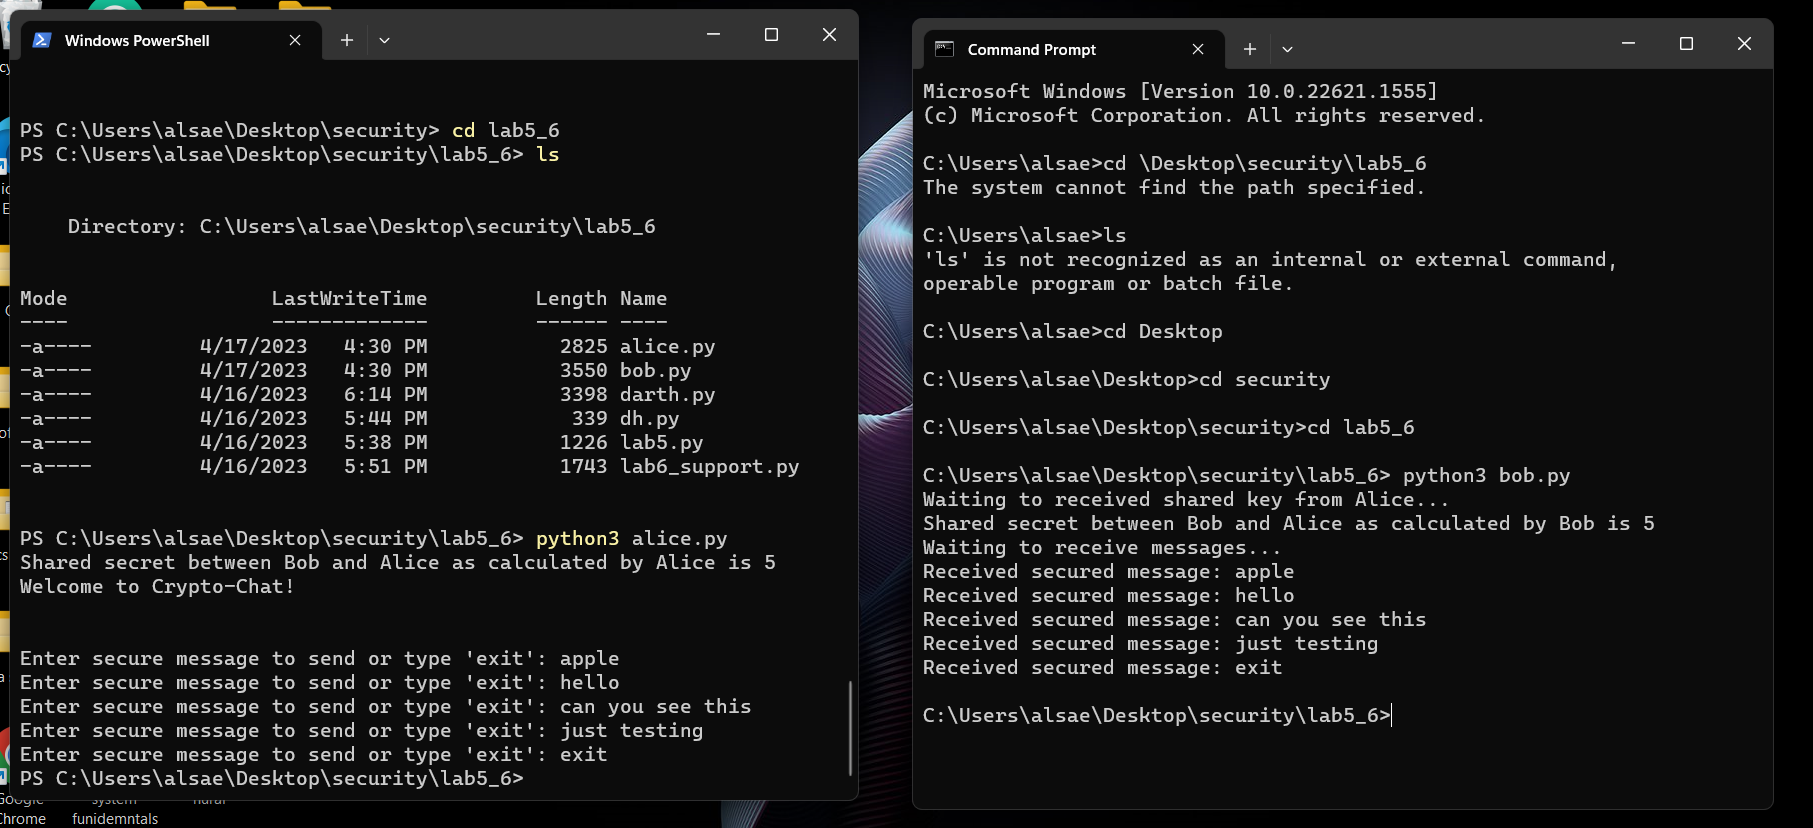 Windows PowerShell
PS C:\Users\alsae\Desktop\security> cd lab5_6
PS C:\Users\alsae\Desktop\security\lab5_6> ls
Directory: C:\Users\alsae\Desktop\security\lab5_6
Mode LastWriteTime Length Name
---- ------------- ------ ----
-a---- 4/17/2023 4:30 PM 2825 alice.py
-a---- 4/17/2023 4:30 PM 3550 bob.py
-a---- 4/16/2023 6:14 PM 3398 darth.py
-a---- 4/16/2023 5:44 PM 339 dh.py
-a---- 4/16/2023 5:38 PM 1226 lab5.py
-a---- 4/16/2023 5:51 PM 1743 lab6_support.py
PS C:\Users\alsae\Desktop\security\lab5_6> python3 alice.py
Shared secret between Bob and Alice as calculated by Alice is 5
Welcome to Crypto-Chat!
Enter secure message to send or type 'exit': apple
Enter secure message to send or type 'exit': hello
Enter secure message to send or type 'exit': can you see this
Enter secure message to send or type 'exit': just testing
Enter secure message to send or type 'exit': exit
PS C:\Users\alsae\Desktop\security\lab5_6>
Command Prompt
Microsoft Windows [Version 10.0.22621.1555]
(c) Microsoft Corporation. All rights reserved.
C:\Users\alsae>cd \Desktop\security\lab5_6
The system cannot find the path specified.
C:\Users\alsae>ls
'ls' is not recognized as an internal or external command,
operable program or batch file.
C:\Users\alsae>cd Desktop
C:\Users\alsae\Desktop>cd security
C:\Users\alsae\Desktop\security>cd lab5_6
C:\Users\alsae\Desktop\security\lab5_6> python3 bob.py
Waiting to received shared key from Alice...
Shared secret between Bob and Alice as calculated by Bob is 5
Waiting to receive messages...
Received secured message: apple
Received secured message: hello
Received secured message: can you see this
Received secured message: just testing
Received secured message: exit
C:\Users\alsae\Desktop\security\lab5_6>
Google system
Chrome funidemntals